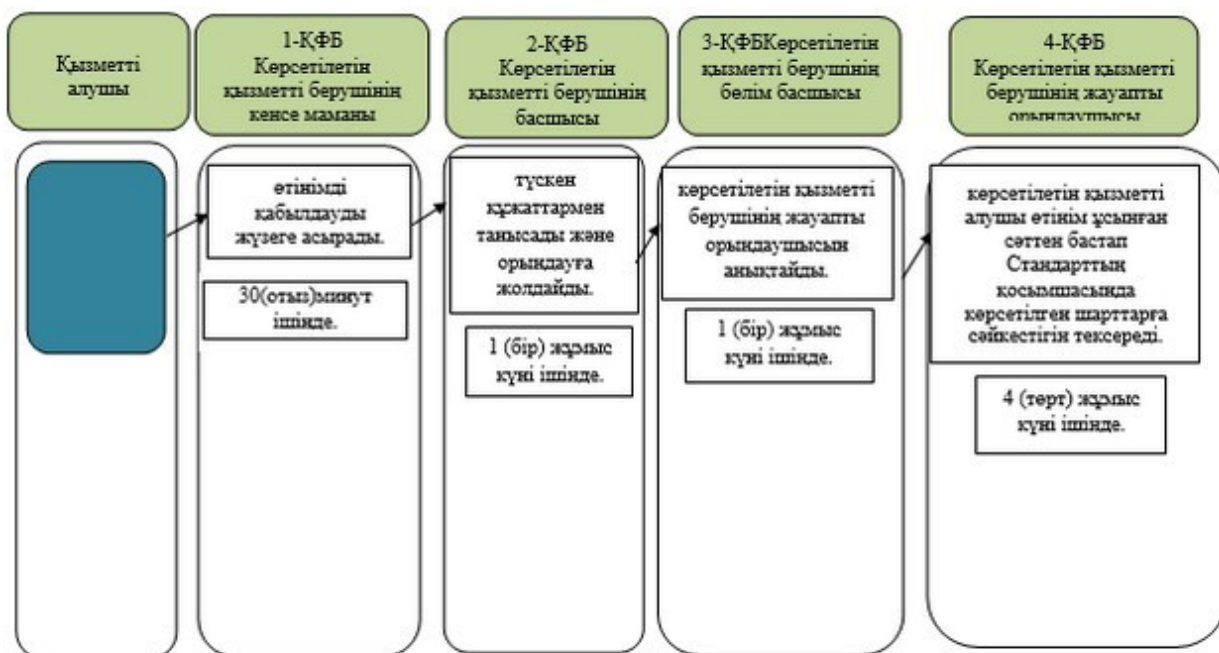 Қызметті
алушы
1-ҚФБ
Көрсетілетін
қызметті берушінің
кеңсе маманы
2-ҚФБ
Көрсетілетін
қызметті берушінің
басшысы
3-ҚФБКөрсетілетін
қызметті берушінің
бөлім басшысы
4-ҚФБ
Көрсетілетін қызметті
берушінің жауапты
орындаушысы
өтінімді
қабылдауды
жүзеге асырады.
30(отыз)минут
ішінде.
түскен
құжаттармен
танысады және
орындауға
жолдайды.
1 (бір) жұмыс
күні ішінде.
көрсетілетін қызметті
берушінің жауапты
орындаушысын
анықтайды.
1 (бір) жұмыс
күні ішінде.
көрсетілетін қызметті
алушы өтінім ұсынған
сәттен бастап
Стандарттың
қосымшасында
көрсетілген шарттарға
сәйкестігін тексереді.
4 (төрт) жұмыс
күні ішінде.